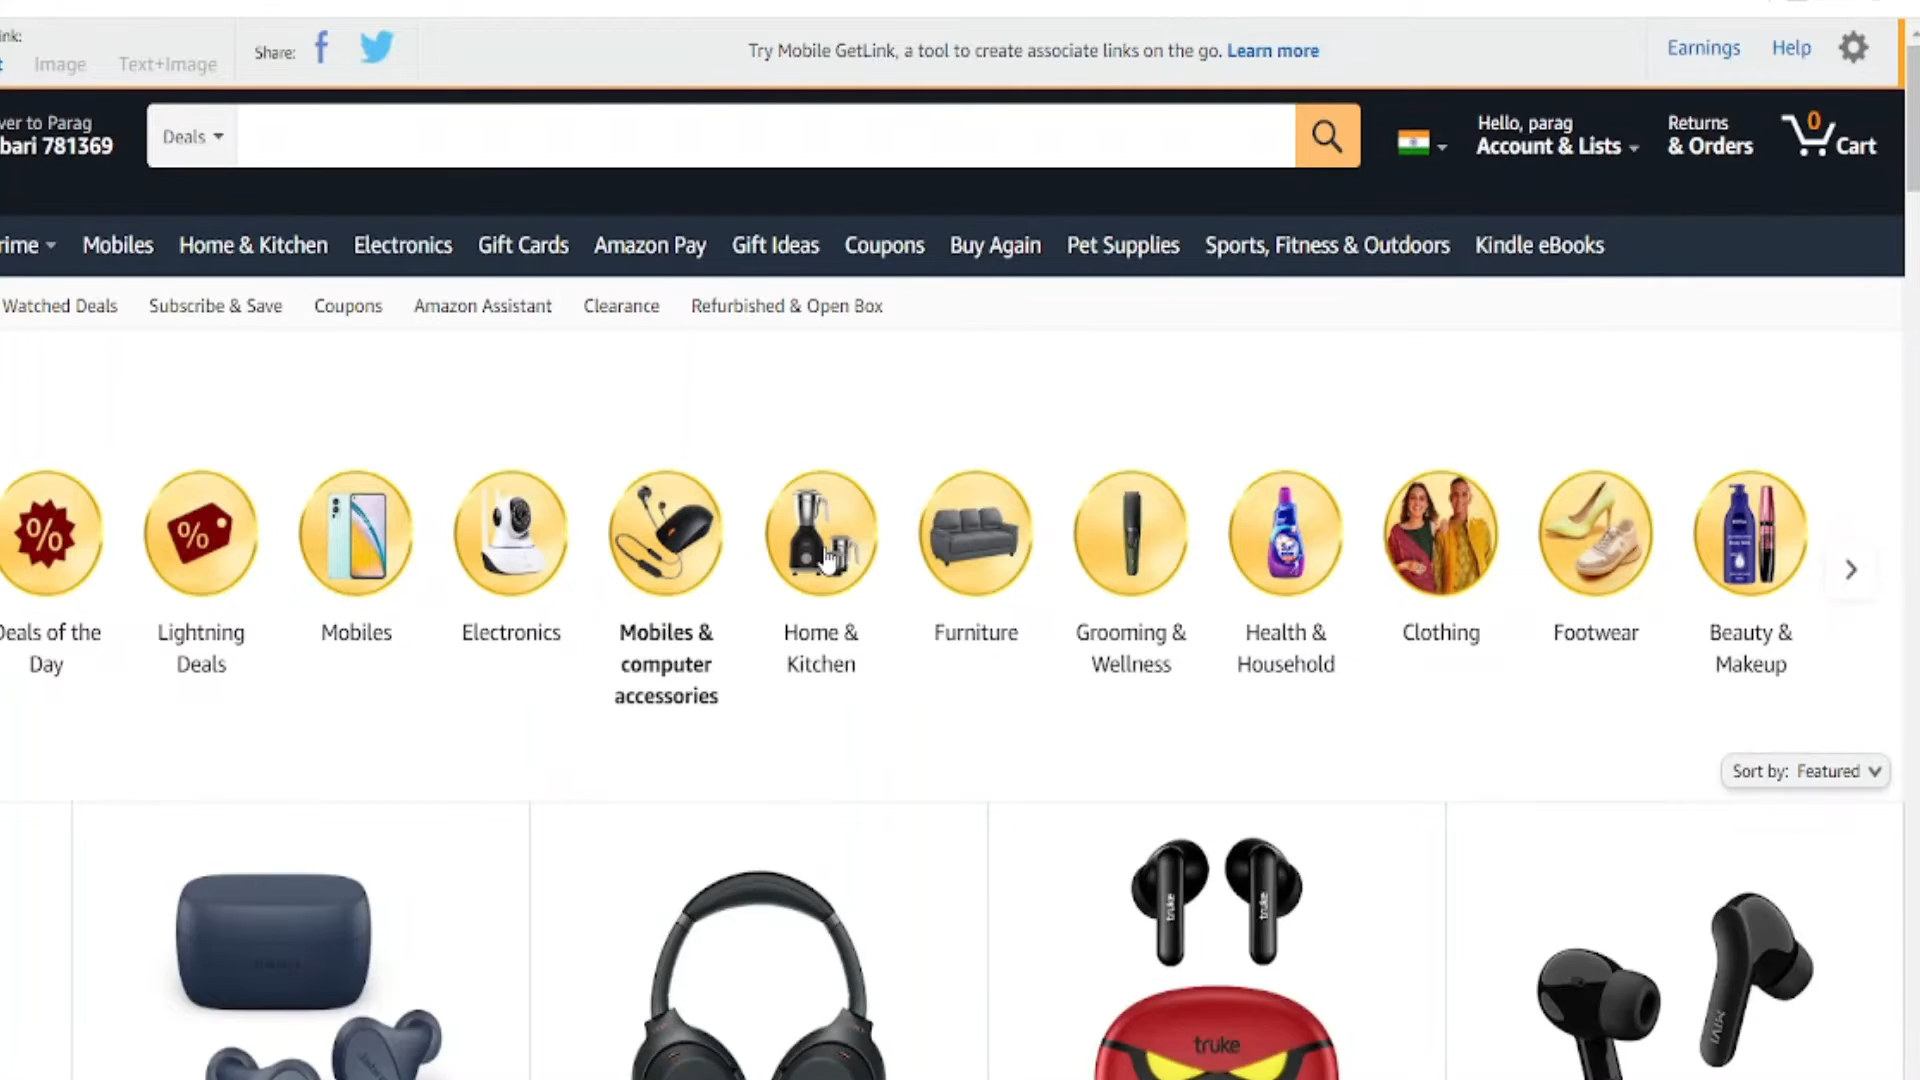 ink:
Image
Text+Image
Share:
Try Mobile GetLink, a tool to create associate links on the go. Learn more
Earnings
Help
ver to Parag
bari 781369
Deals
Hello, parag
Account & Lists
Returns
& Orders
0
Cart
rime
Mobiles
Home & Kitchen
Electronics
Gift Cards
Amazon Pay
Gift Ideas
Coupons
Buy Again
Pet Supplies
Sports, Fitness & Outdoors
Kindle eBooks
Watched Deals
Subscribe & Save
Coupons
Amazon Assistant
Clearance
Refurbished & Open Box
%
%
Deals of the
Day
Lightning
Deals
Mobiles
Electronics
Mobiles &
computer
accessories
Home &
Kitchen
Furniture
Grooming &
Wellness
Health &
Household
Clothing
Footwear
Beauty &
Makeup
Sort by: Featured
truke
truke
truke
MIVI